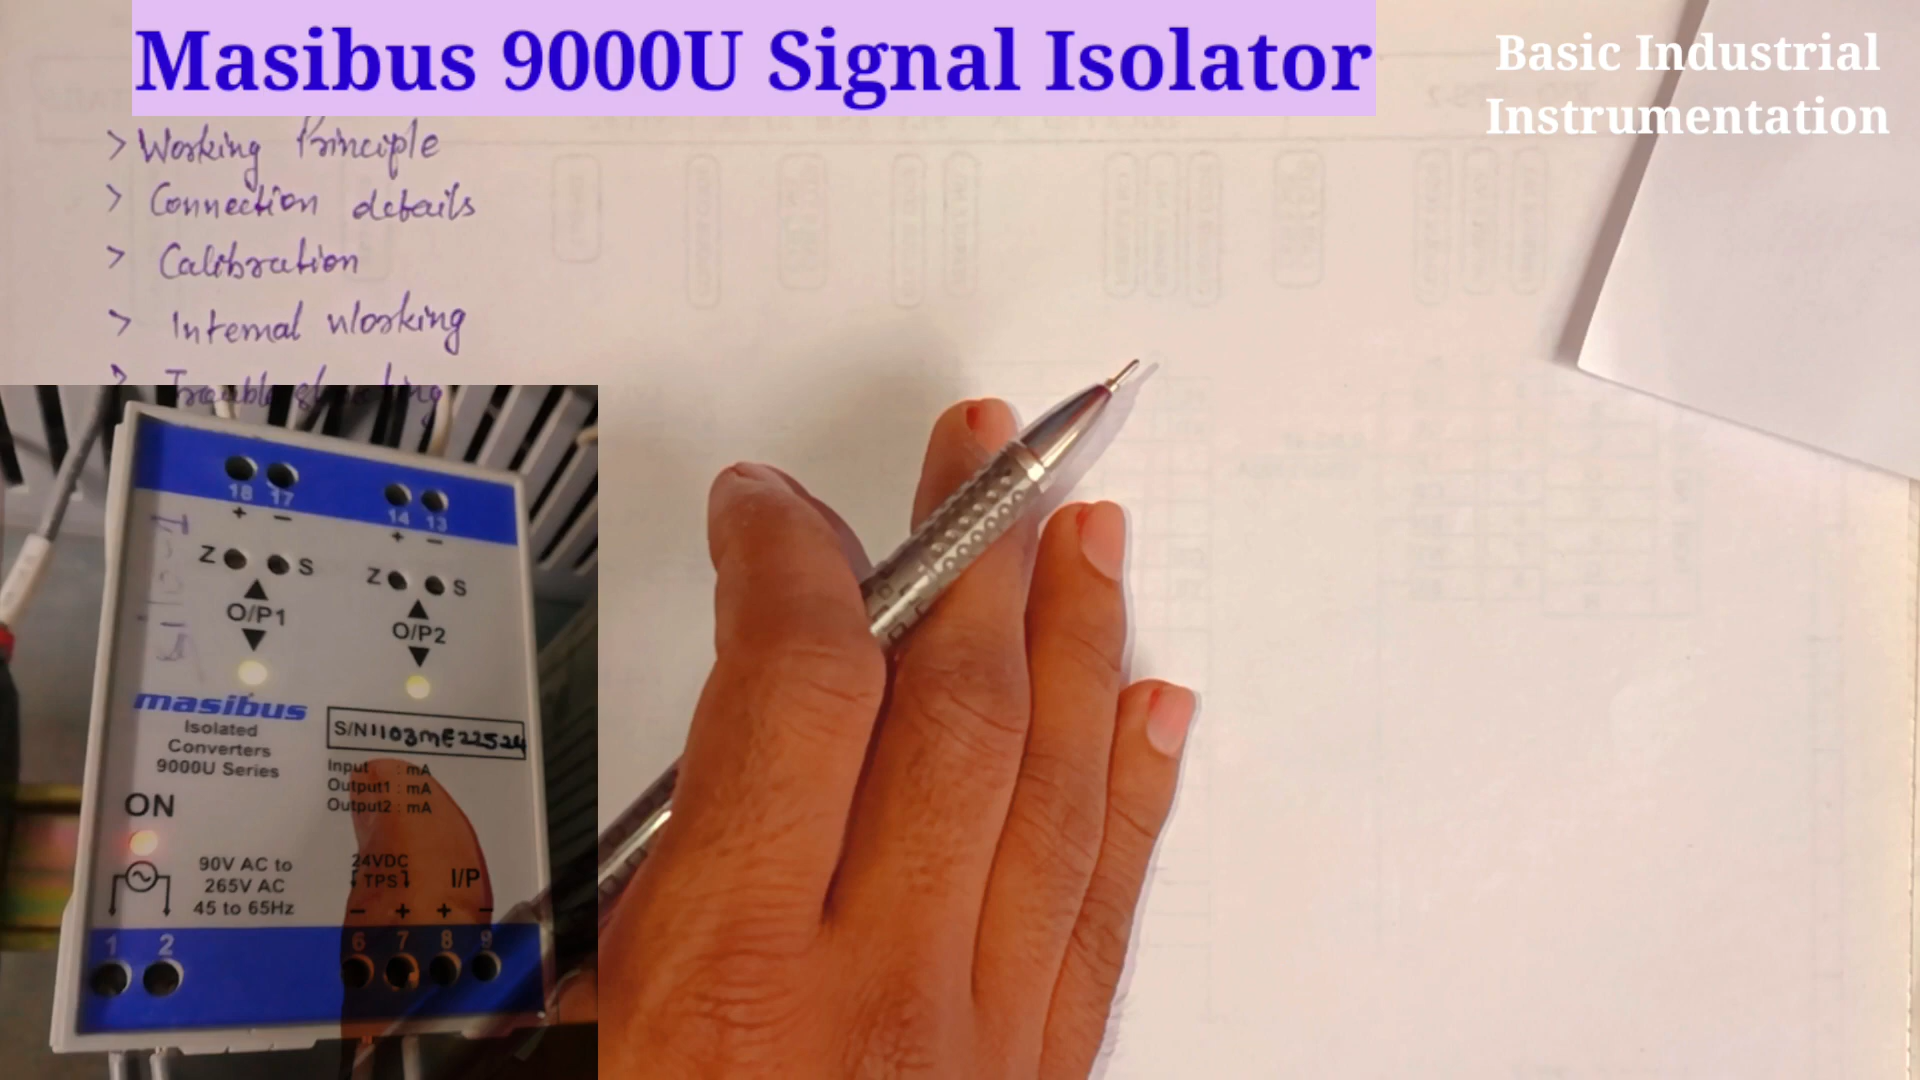 Masibus 9000U Signal Isolator
Basic Industrial
Instrumentation
> Working Principle
> Connection details
> Calibration
> Internal working
> Troubleshooting
18 17
+ −
14 13
+ −
Z S
Z S
O/P1
O/P2
masibus
Isolated
Converters
9000U Series
S/N 1103ME22524
Input : mA
Output1 : mA
Output2 : mA
ON
90V AC to
265V AC
45 to 65Hz
24VDC
TPS
I/P
− + + −
1 2
6 7 8 9